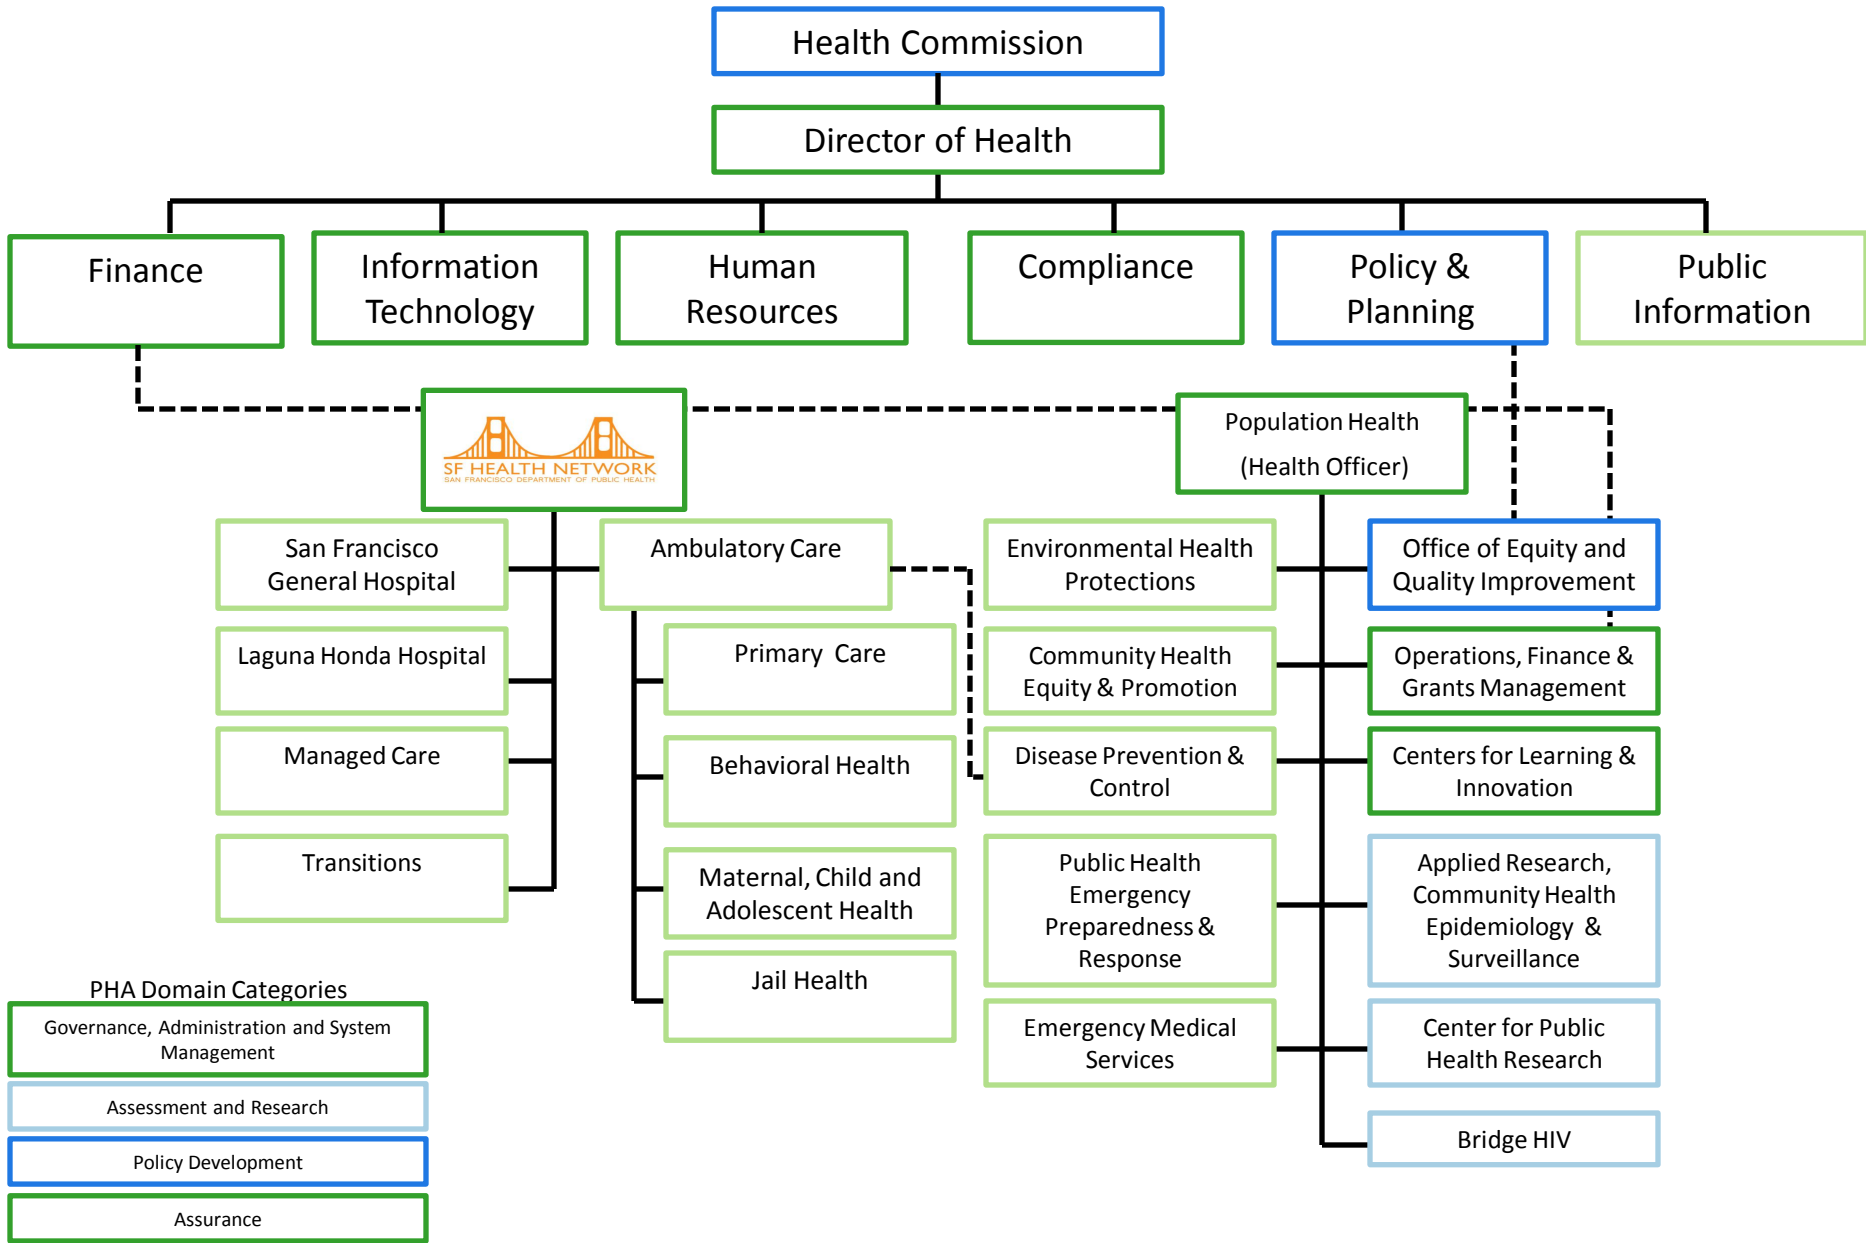 Health Commission
Director of Health
Finance
Information
Technology
Human
Resources
Compliance
Policy &
Planning
Public
Information
SF HEALTH NETWORK
SAN FRANCISCO DEPARTMENT OF PUBLIC HEALTH
Population Health
(Health Officer)
San Francisco
General Hospital
Laguna Honda Hospital
Managed Care
Transitions
Ambulatory Care
Primary Care
Behavioral Health
Maternal, Child and
Adolescent Health
Jail Health
Environmental Health
Protections
Community Health
Equity & Promotion
Disease Prevention &
Control
Public Health
Emergency
Preparedness &
Response
Emergency Medical
Services
Office of Equity and
Quality Improvement
Operations, Finance &
Grants Management
Centers for Learning &
Innovation
Applied Research,
Community Health
Epidemiology &
Surveillance
Center for Public
Health Research
Bridge HIV
PHA Domain Categories
Governance, Administration and System
Management
Assessment and Research
Policy Development
Assurance